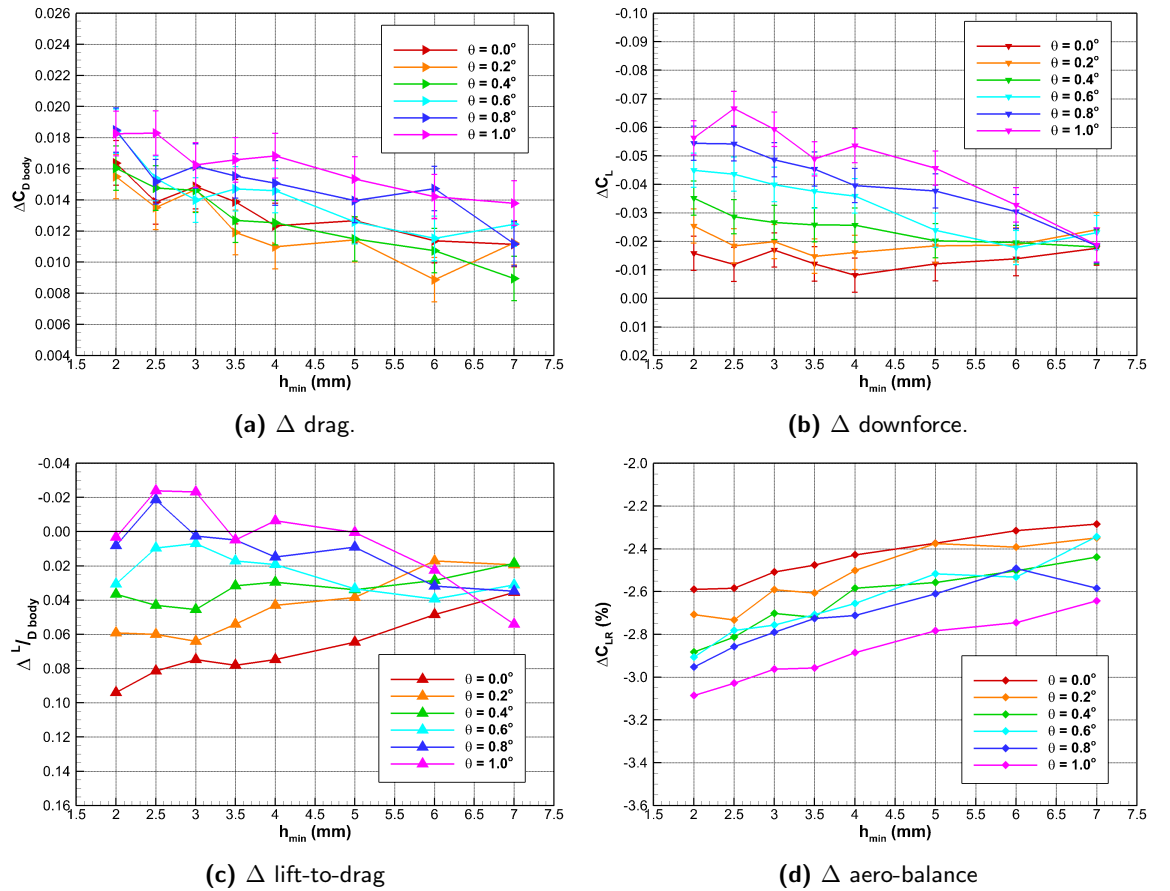 0.026
0.024
0.022
0.020
0.018
0.016
0.014
0.012
0.010
0.008
0.006
0.004
ΔC_D body
θ = 0.0°
θ = 0.2°
θ = 0.4°
θ = 0.6°
θ = 0.8°
θ = 1.0°
1.5 2 2.5 3 3.5 4 4.5 5 5.5 6 6.5 7 7.5
h_min (mm)
(a) Δ drag.
-0.10
-0.09
-0.08
-0.07
-0.06
-0.05
-0.04
-0.03
-0.02
-0.01
0.00
0.01
0.02
ΔC_L
θ = 0.0°
θ = 0.2°
θ = 0.4°
θ = 0.6°
θ = 0.8°
θ = 1.0°
1.5 2 2.5 3 3.5 4 4.5 5 5.5 6 6.5 7 7.5
h_min (mm)
(b) Δ downforce.
-0.04
-0.02
0.00
0.02
0.04
0.06
0.08
0.10
0.12
0.14
0.16
Δ L/D body
θ = 0.0°
θ = 0.2°
θ = 0.4°
θ = 0.6°
θ = 0.8°
θ = 1.0°
1.5 2 2.5 3 3.5 4 4.5 5 5.5 6 6.5 7 7.5
h_min (mm)
(c) Δ lift-to-drag
-2.0
-2.2
-2.4
-2.6
-2.8
-3.0
-3.2
-3.4
-3.6
ΔC_LR (%)
θ = 0.0°
θ = 0.2°
θ = 0.4°
θ = 0.6°
θ = 0.8°
θ = 1.0°
1.5 2 2.5 3 3.5 4 4.5 5 5.5 6 6.5 7 7.5
h_min (mm)
(d) Δ aero-balance